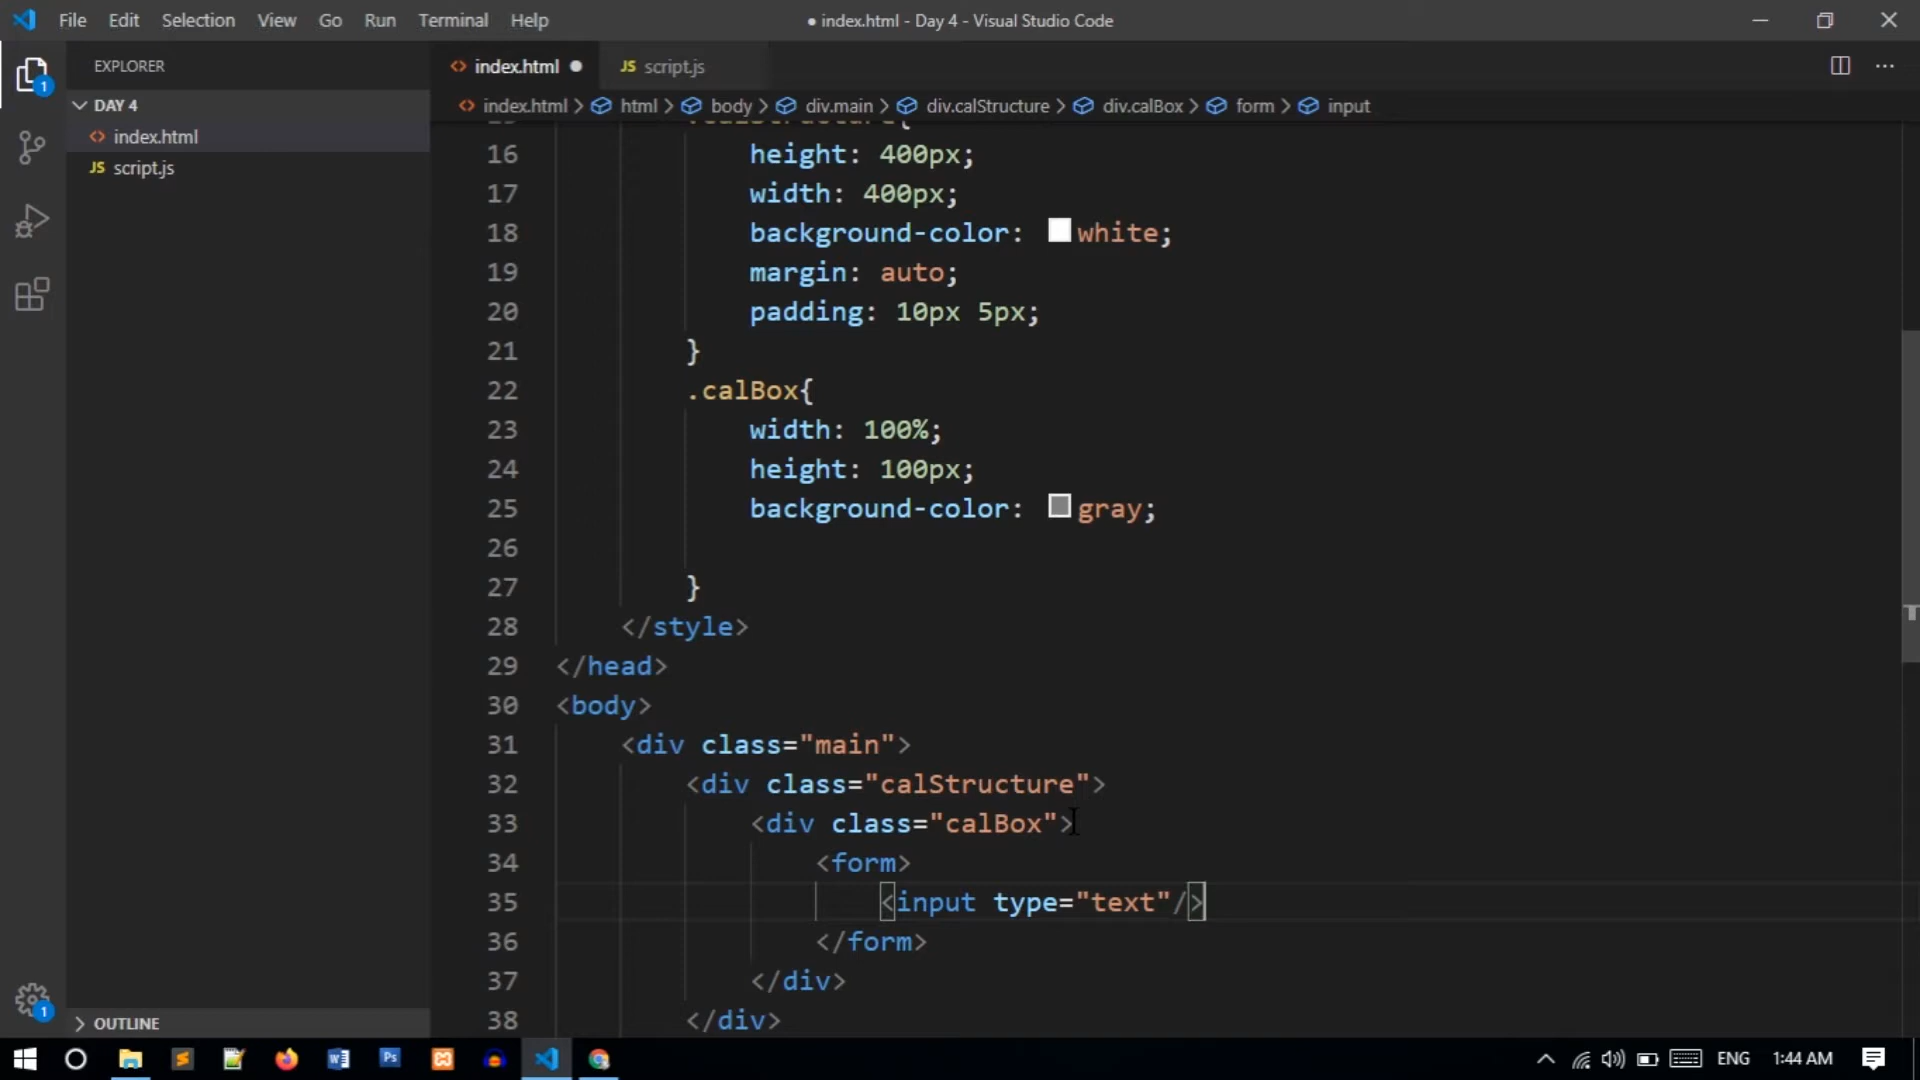 File Edit Selection View Go Run Terminal Help
● index.html - Day 4 - Visual Studio Code
EXPLORER
1
DAY 4
index.html
JS script.js
index.html ●
JS script.js
index.html > html > body > div.main > div.calStructure > div.calBox > form > input
16 height: 400px;
17 width: 400px;
18 background-color: white;
19 margin: auto;
20 padding: 10px 5px;
21 }
22 .calBox{
23 width: 100%;
24 height: 100px;
25 background-color: gray;
26
27 }
28 </style>
29 </head>
30 <body>
31 <div class="main">
32 <div class="calStructure">
33 <div class="calBox">
34 <form>
35 <input type="text"/>
36 </form>
37 </div>
38 </div>
1
OUTLINE
W
Ps
ENG 1:44 AM